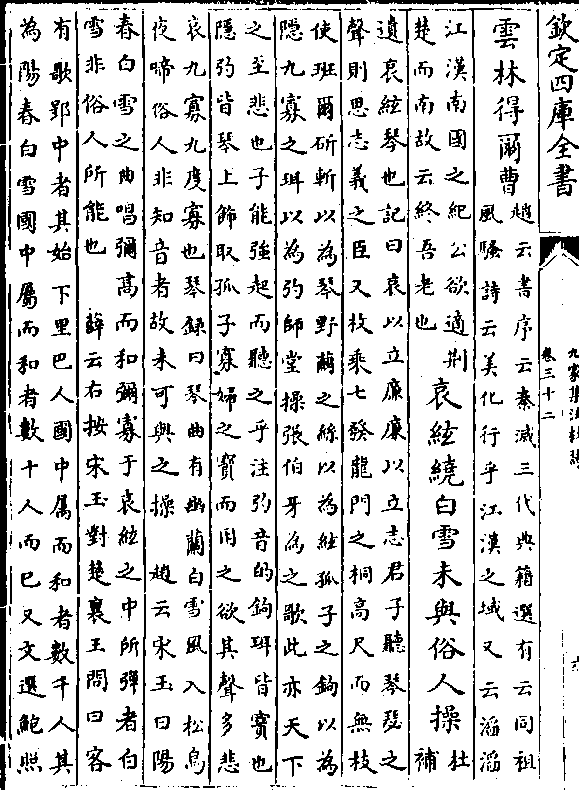 欽定四庫全書
九家集注杜詩
卷三十二
六
雲林得爾曹
趙云書序云秦滅三代典籍選有云同祖
風騷詩云美化行乎江漢之域又云滔滔
江漢南國之紀公欲適荆
楚而南故云終吾老也
哀絃繞白雪未與俗人操
杜
補
遺哀絃琴也記曰哀以立廉廉以立志君子聽琴瑟之
聲則思志義之臣又枚乘七發龍門之桐高尺而無枝
使班爾斫斬以為琴野繭之絲以為絃孤子之鉤以為
隱九寡之珥以為約師堂操張伯牙為之歌此亦天下
之至悲也子能強起而聽之乎注約音的鉤珥皆寶也
隱約皆琴上飾取孤子寡婦之寶而用之欲其聲多悲
哀九寡九度寡也琴録曰琴曲有幽蘭白雪風入松烏
夜啼俗人非知音者故未可與之操　趙云宋玉曰陽
春白雪之曲唱彌髙而和彌寡于哀絃之中所彈者白
雪非俗人所能也　薛云右按宋玉對楚襄王問曰客
有歌郢中者其始下里巴人國中屬而和者數千人其
為陽春白雪國中屬而和者數十人而已又文選鮑照